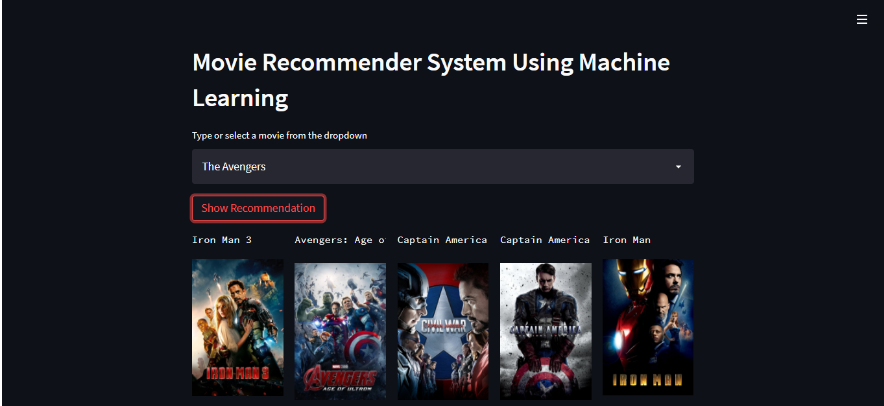 Movie Recommender System Using Machine
Learning
Type or select a movie from the dropdown
The Avengers
Show Recommendation
Iron Man 3
Avengers: Age o
Captain America
Captain America
Iron Man
IRON MAN 3
AVENGERS
AGE OF ULTRON
CIVIL WAR
CAPTAIN AMERICA
IRON MAN